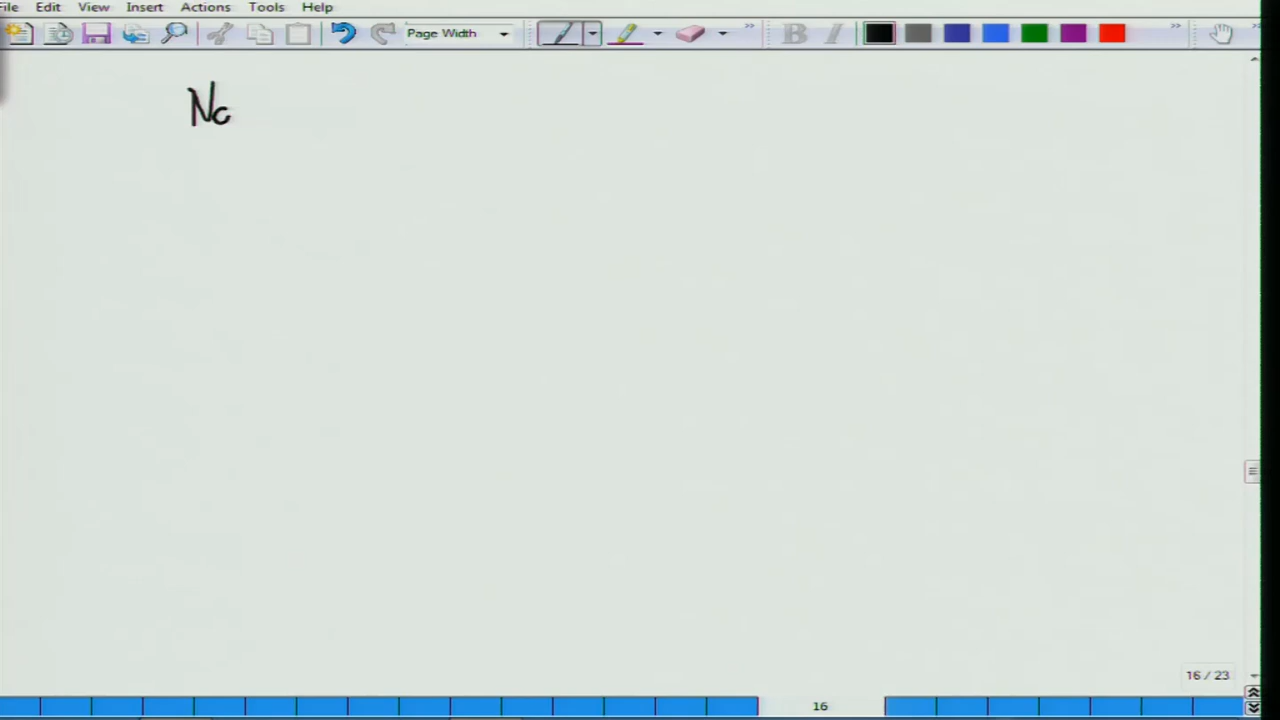 File Edit View Insert Actions Tools Help
Page Width B I
Nc
16 / 23
16